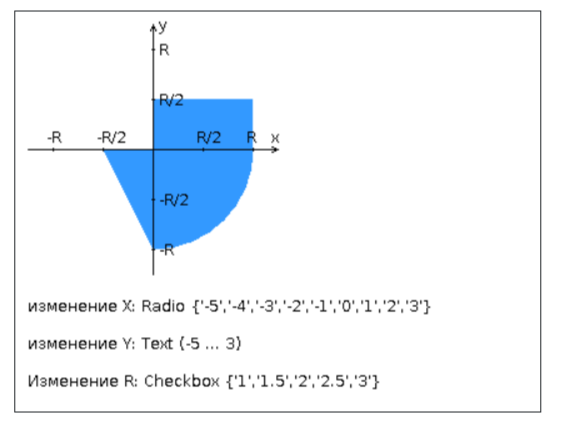 y
R
R/2
-R
-R/2
R/2
R
x
-R/2
-R
изменение X: Radio {'-5','-4','-3','-2','-1','0','1','2','3'}
изменение Y: Text (-5 ... 3)
Изменение R: Checkbox {'1','1.5','2','2.5','3'}